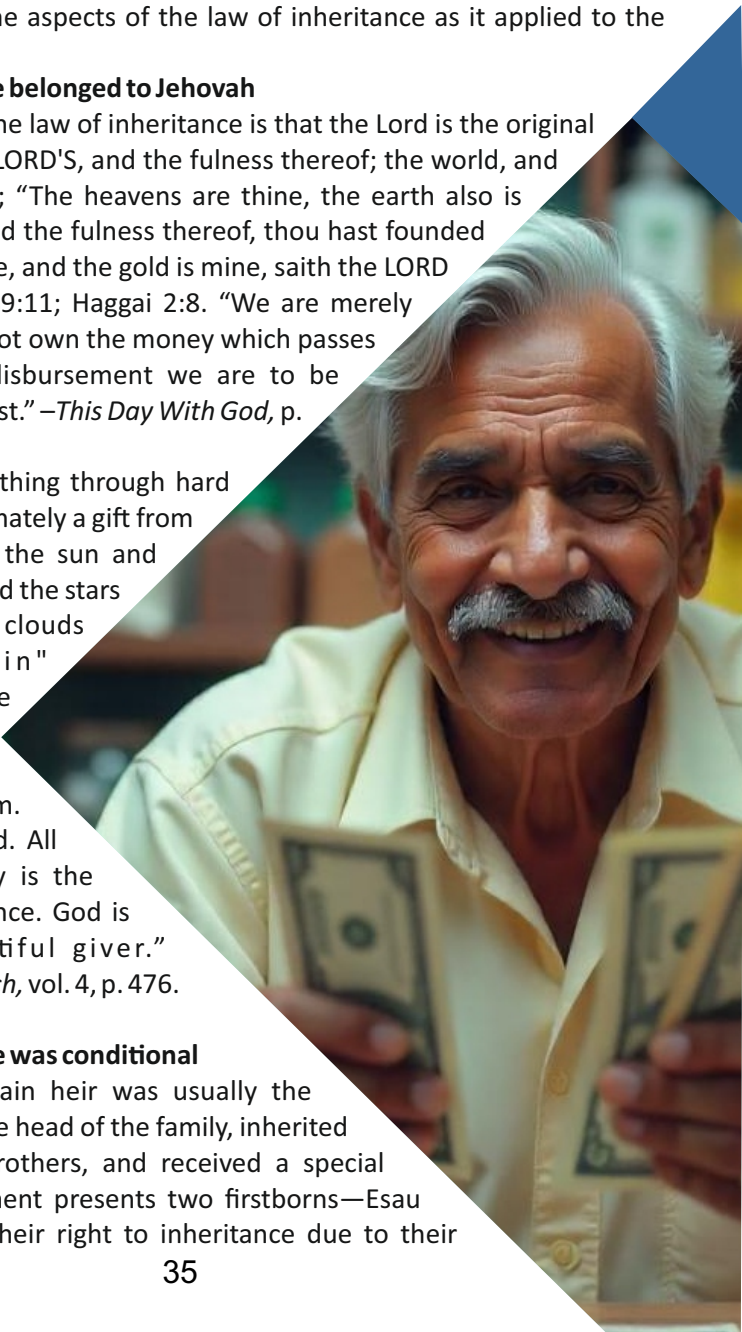 ne aspects of the law of inheritance as it applied to the
e belonged to Jehovah
he law of inheritance is that the Lord is the original
LORD'S, and the fulness thereof; the world, and
; “The heavens are thine, the earth also is
d the fulness thereof, thou hast founded
e, and the gold is mine, saith the LORD
9:11; Haggai 2:8. “We are merely
ot own the money which passes
lisbursement we are to be
st.” –This Day With God, p.
thing through hard
nately a gift from
the sun and
d the stars
clouds
in"
e
m.
d. All
y is the
nce. God is
tiful giver.”
ch, vol. 4, p. 476.
e was conditional
ain heir was usually the
e head of the family, inherited
rothers, and received a special
nent presents two firstborns—Esau
heir right to inheritance due to their
35